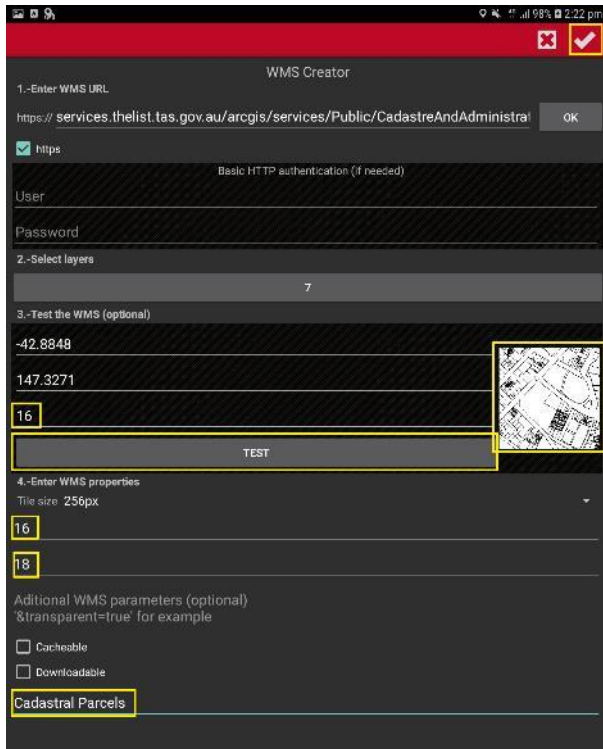 98% 2:22 pm
WMS Creator
1.-Enter WMS URL
https:// services.thelist.tas.gov.au/arcgis/services/Public/CadastreAndAdministrat
OK
https
Basic HTTP authentication (if needed)
User
Password
2.-Select layers
7
3.-Test the WMS (optional)
-42.8848
147.3271
16
TEST
4.-Enter WMS properties
Tile size 256px
16
18
Aditional WMS parameters (optional)
'&transparent=true' for example
Cacheable
Downloadable
Cadastral Parcels